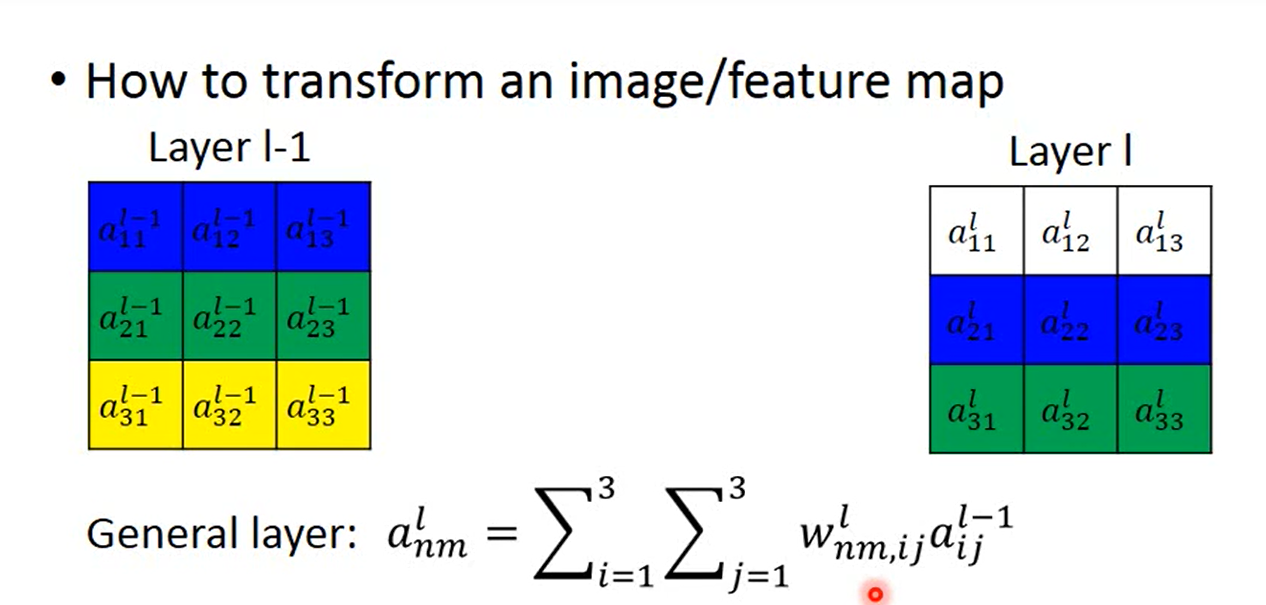 • How to transform an image/feature map
Layer l-1
Layer l
a_{11}^{l-1} a_{12}^{l-1} a_{13}^{l-1}
a_{21}^{l-1} a_{22}^{l-1} a_{23}^{l-1}
a_{31}^{l-1} a_{32}^{l-1} a_{33}^{l-1}
a_{11}^{l} a_{12}^{l} a_{13}^{l}
a_{21}^{l} a_{22}^{l} a_{23}^{l}
a_{31}^{l} a_{32}^{l} a_{33}^{l}
General layer: a_{nm}^{l} = \sum_{i=1}^{3} \sum_{j=1}^{3} w_{nm,ij}^{l} a_{ij}^{l-1}